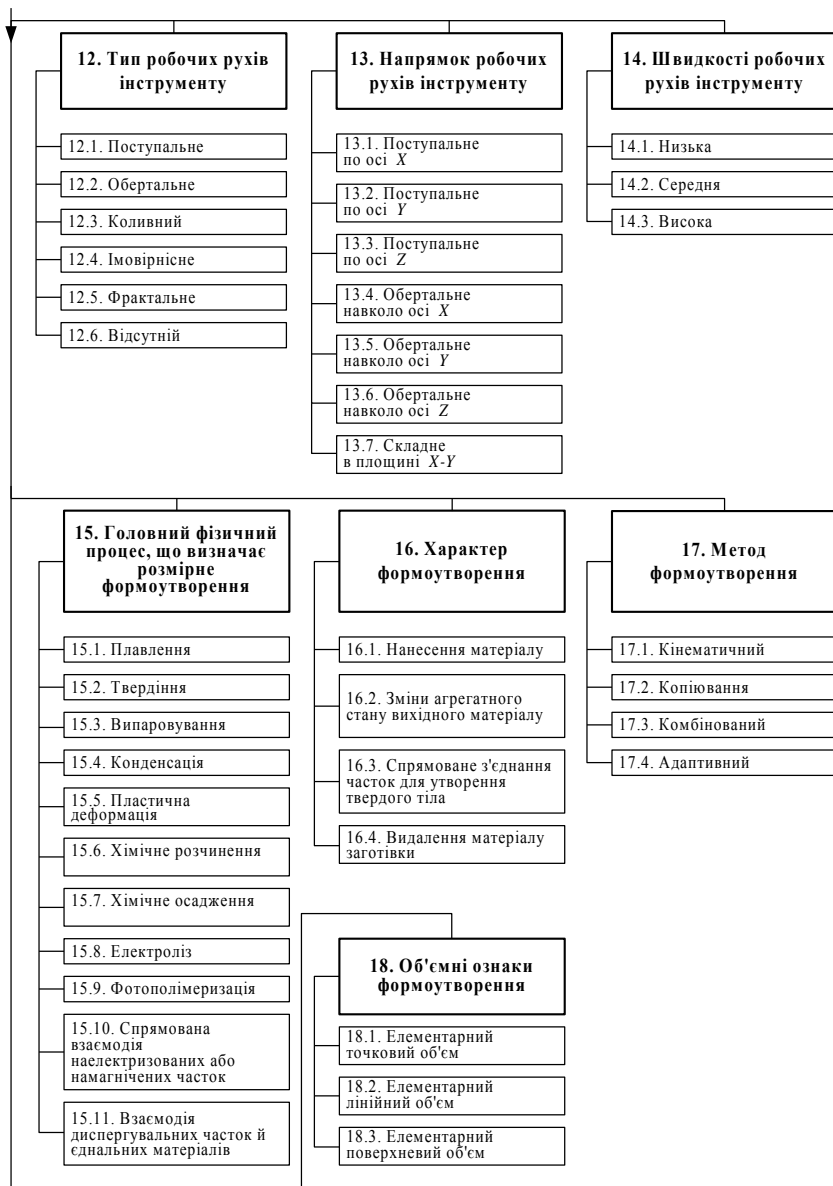 12. Тип робочих рухів
інструменту
12.1. Поступальне
12.2. Обертальне
12.3. Коливний
12.4. Імовірнісне
12.5. Фрактальне
12.6. Відсутній
13. Напрямок робочих
рухів інструменту
13.1. Поступальне
по осі X
13.2. Поступальне
по осі Y
13.3. Поступальне
по осі Z
13.4. Обертальне
навколо осі X
13.5. Обертальне
навколо осі Y
13.6. Обертальне
навколо осі Z
13.7. Складне
в площині X-Y
14. Швидкості робочих
рухів інструменту
14.1. Низька
14.2. Середня
14.3. Висока
15. Головний фізичний
процес, що визначає
розмірне
формоутворення
15.1. Плавлення
15.2. Твердіння
15.3. Випаровування
15.4. Конденсація
15.5. Пластична
деформація
15.6. Хімічне розчинення
15.7. Хімічне осадження
15.8. Електроліз
15.9. Фотополімеризація
15.10. Спрямована
взаємодія
наелектризованих або
намагнічених часток
15.11. Взаємодія
диспергувальних часток й
єднальних матеріалів
16. Характер
формоутворення
16.1. Нанесення матеріалу
16.2. Зміни агрегатного
стану вихідного матеріалу
16.3. Спрямоване з'єднання
часток для утворення
твердого тіла
16.4. Видалення матеріалу
заготівки
17. Метод
формоутворення
17.1. Кінематичний
17.2. Копіювання
17.3. Комбінований
17.4. Адаптивний
18. Об'ємні ознаки
формоутворення
18.1. Елементарний
точковий об'єм
18.2. Елементарний
лінійний об'єм
18.3. Елементарний
поверхневий об'єм